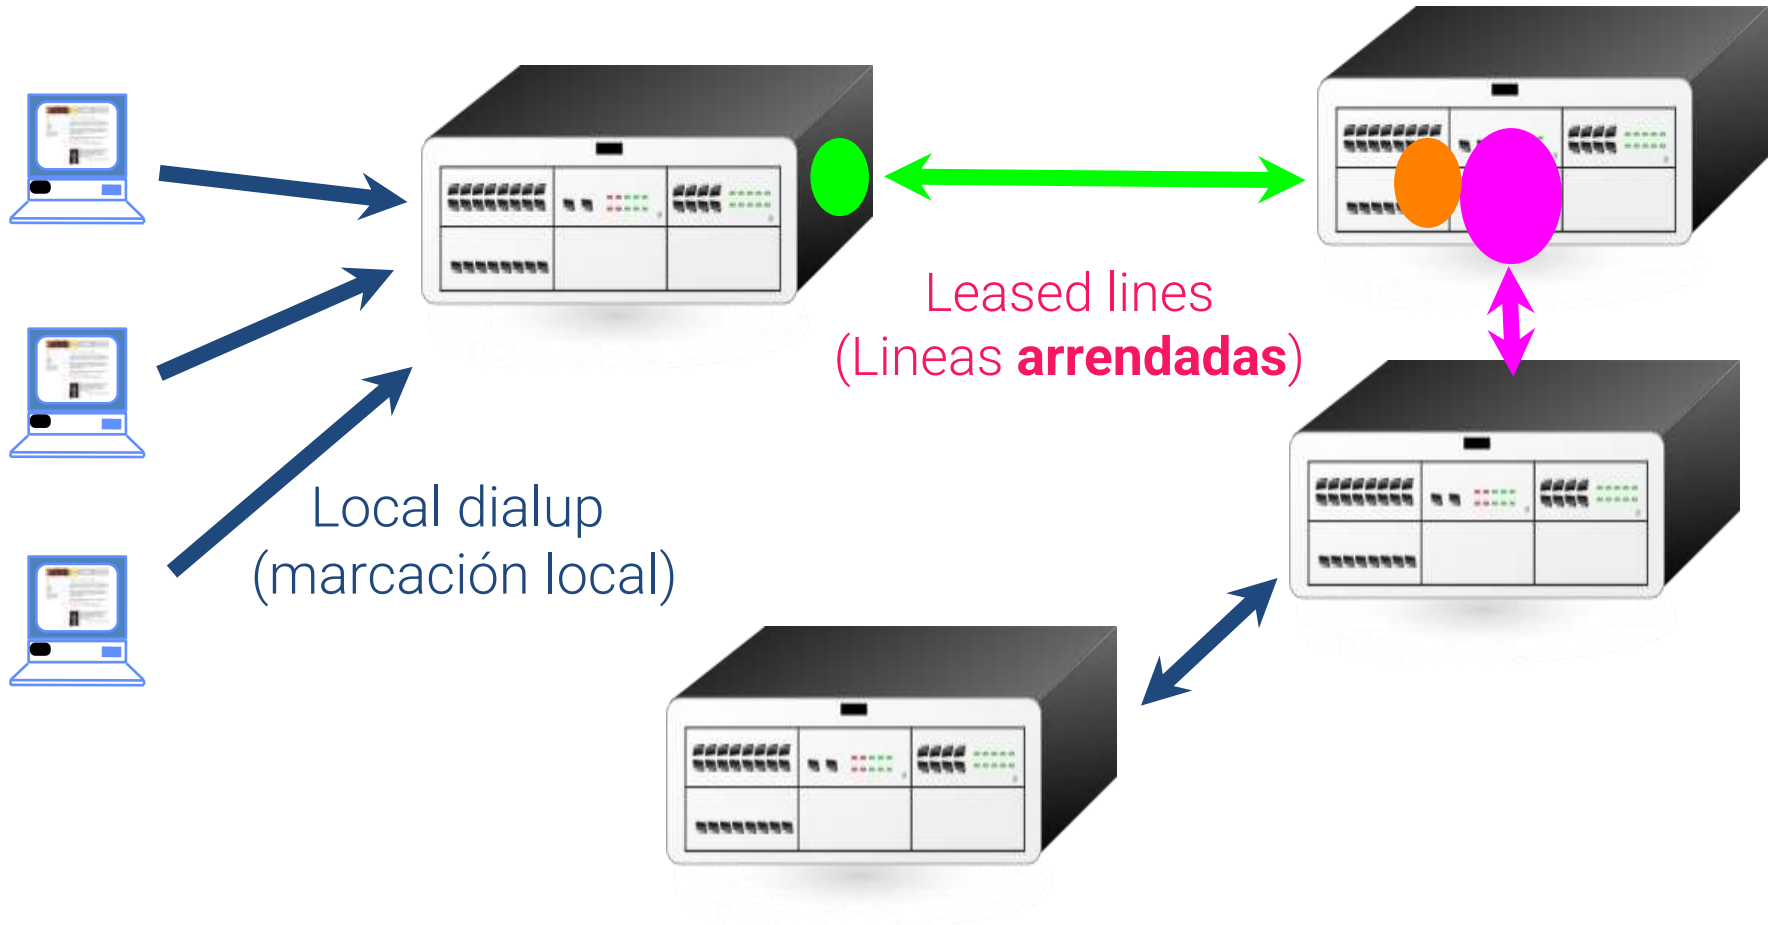 Leased lines
(Lineas arrendadas)
Local dialup
(marcación local)